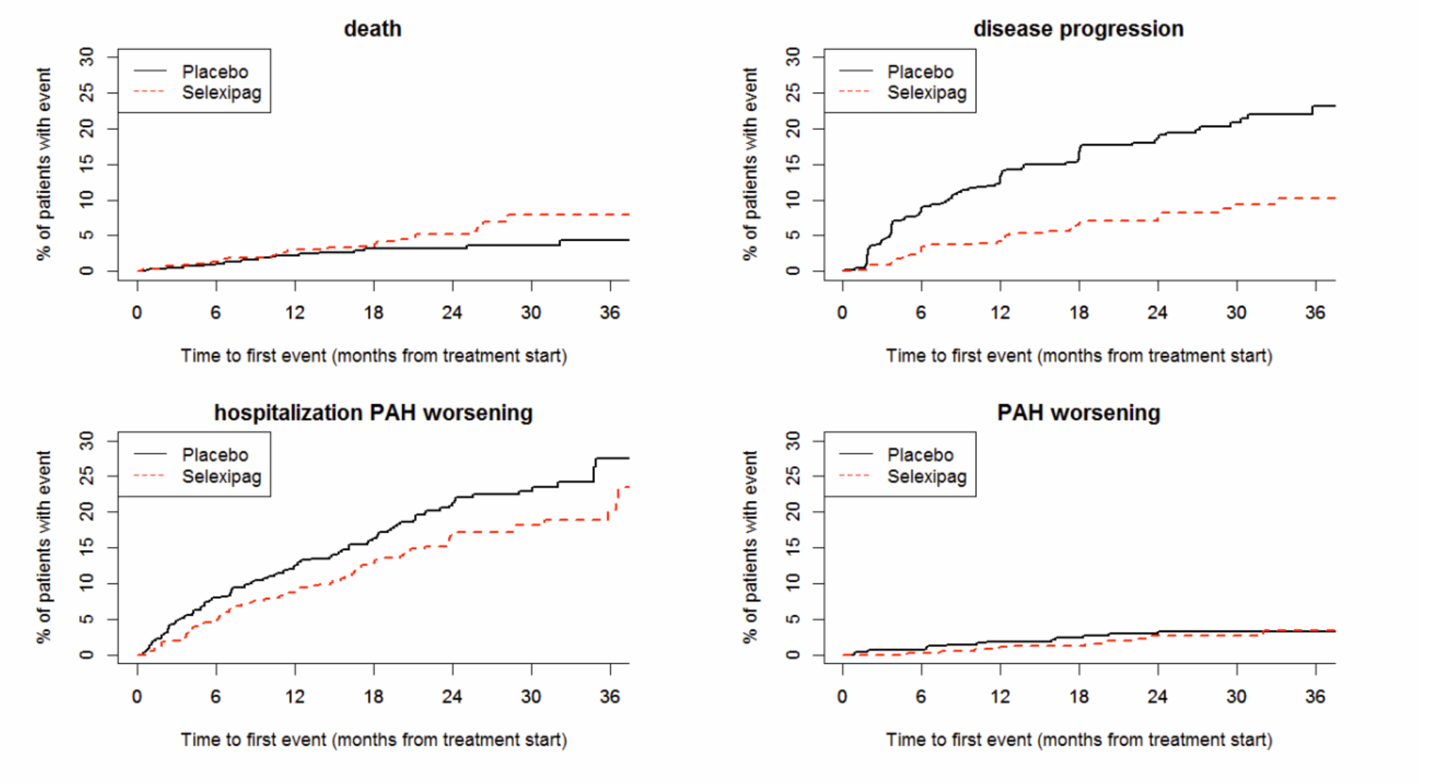 death
% of patients with event
30
25
20
15
10
5
0
Placebo
Selexipag
0 6 12 18 24 30 36
Time to first event (months from treatment start)
disease progression
% of patients with event
30
25
20
15
10
5
0
Placebo
Selexipag
0 6 12 18 24 30 36
Time to first event (months from treatment start)
hospitalization PAH worsening
% of patients with event
30
25
20
15
10
5
0
Placebo
Selexipag
0 6 12 18 24 30 36
Time to first event (months from treatment start)
PAH worsening
% of patients with event
30
25
20
15
10
5
0
Placebo
Selexipag
0 6 12 18 24 30 36
Time to first event (months from treatment start)